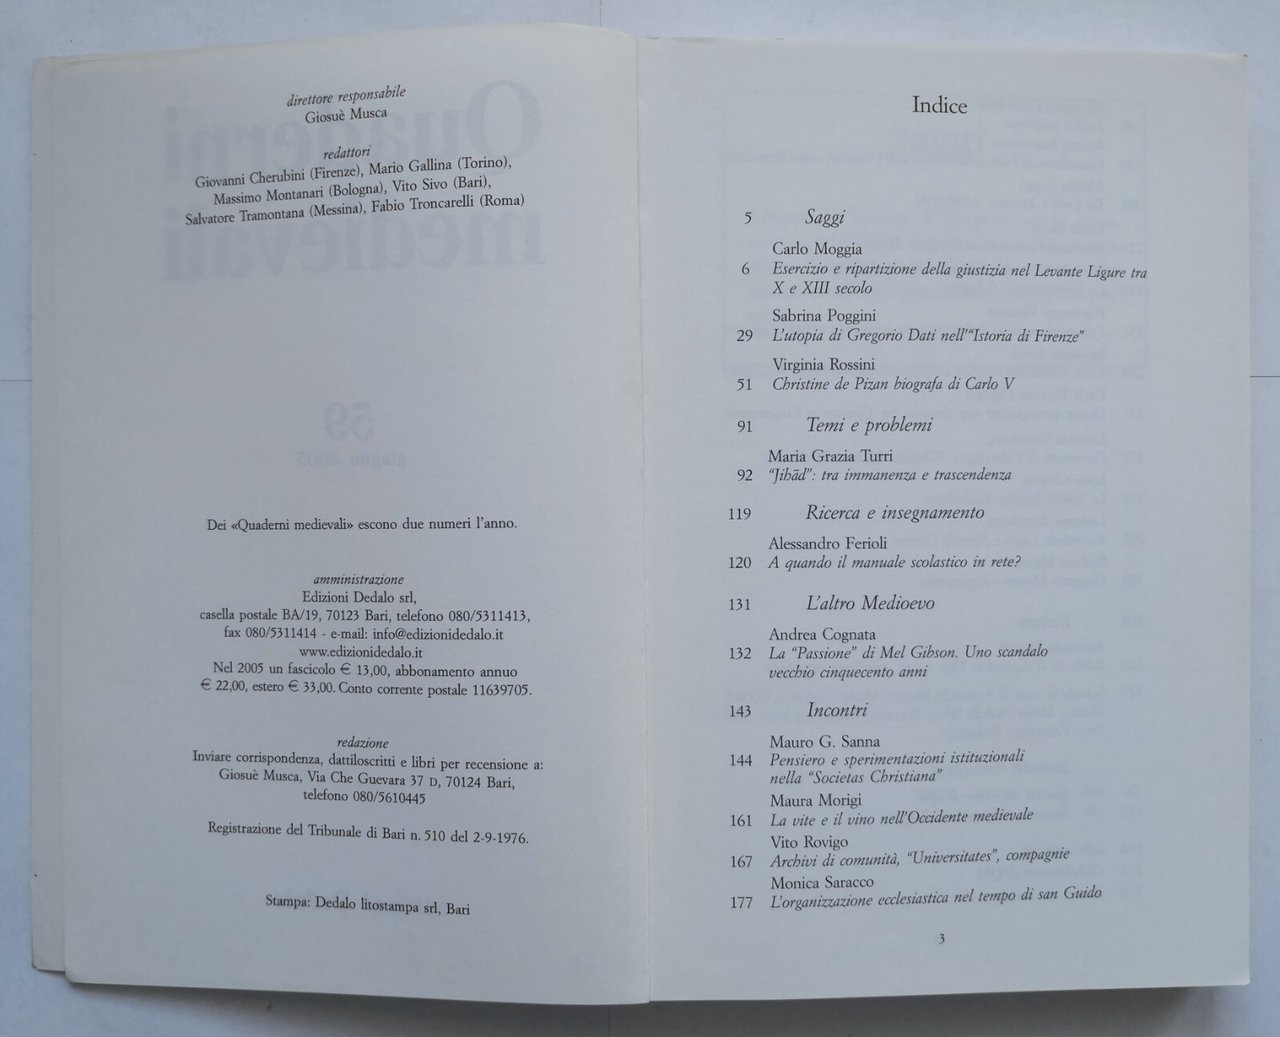 direttore responsabile
Giosuè Musca
redattori
Giovanni Cherubini (Firenze), Mario Gallina (Torino),
Massimo Montanari (Bologna), Vito Sivo (Bari),
Salvatore Tramontana (Messina), Fabio Troncarelli (Roma)
Quaderni
medievali
59
giugno 2005
Dei «Quaderni medievali» escono due numeri l'anno.
amministrazione
Edizioni Dedalo srl,
casella postale BA/19, 70123 Bari, telefono 080/5311413,
fax 080/5311414 - e-mail: info@edizionidedalo.it
www.edizionidedalo.it
Nel 2005 un fascicolo € 13,00, abbonamento annuo
€ 22,00, estero € 33,00. Conto corrente postale 11639705.
redazione
Inviare corrispondenza, dattiloscritti e libri per recensione a:
Giosuè Musca, Via Che Guevara 37 D, 70124 Bari,
telefono 080/5610445
Registrazione del Tribunale di Bari n. 510 del 2-9-1976.
Stampa: Dedalo litostampa srl, Bari
Indice
5 Saggi
Carlo Moggia
6 Esercizio e ripartizione della giustizia nel Levante Ligure tra
X e XIII secolo
Sabrina Poggini
29 L'utopia di Gregorio Dati nell'"Istoria di Firenze"
Virginia Rossini
51 Christine de Pizan biografa di Carlo V
91 Temi e problemi
Maria Grazia Turri
92 "Jihād": tra immanenza e trascendenza
119 Ricerca e insegnamento
Alessandro Ferioli
120 A quando il manuale scolastico in rete?
131 L'altro Medioevo
Andrea Cognata
132 La "Passione" di Mel Gibson. Uno scandalo
vecchio cinquecento anni
143 Incontri
Mauro G. Sanna
144 Pensiero e sperimentazioni istituzionali
nella "Societas Christiana"
Maura Morigi
161 La vite e il vino nell'Occidente medievale
Vito Rovigo
167 Archivi di comunità, "Universitates", compagnie
Monica Saracco
177 L'organizzazione ecclesiastica nel tempo di san Guido
3